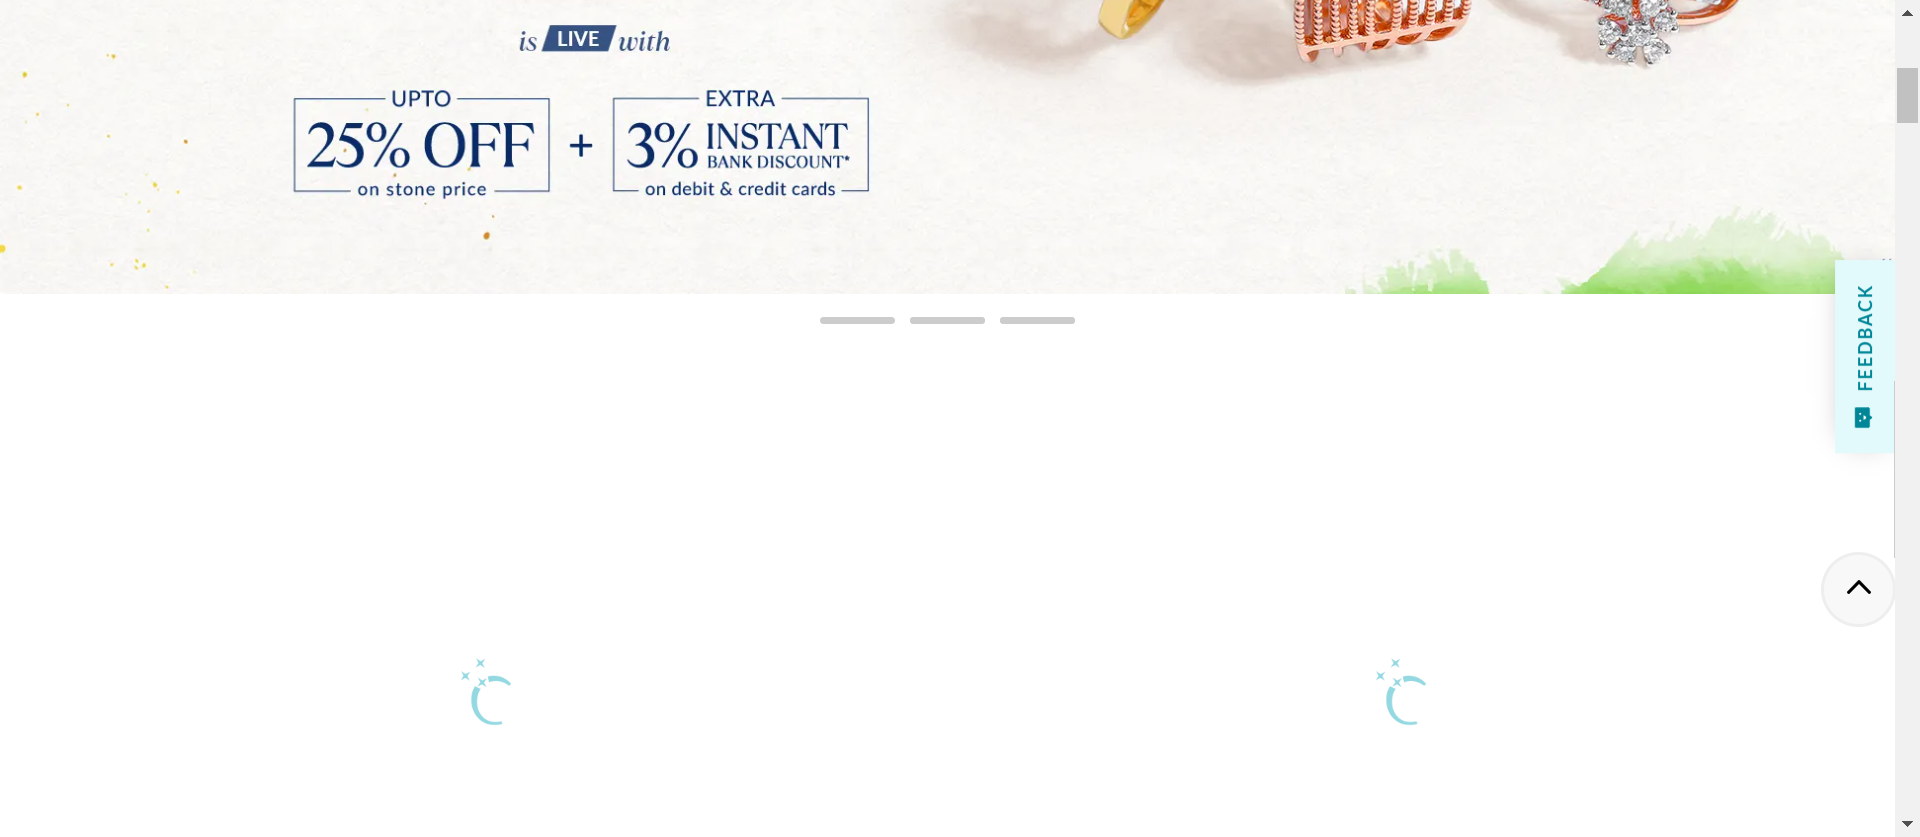 is LIVE with
UPTO
25% OFF
on stone price
+
EXTRA
3% INSTANT
BANK DISCOUNT*
on debit & credit cards
FEEDBACK